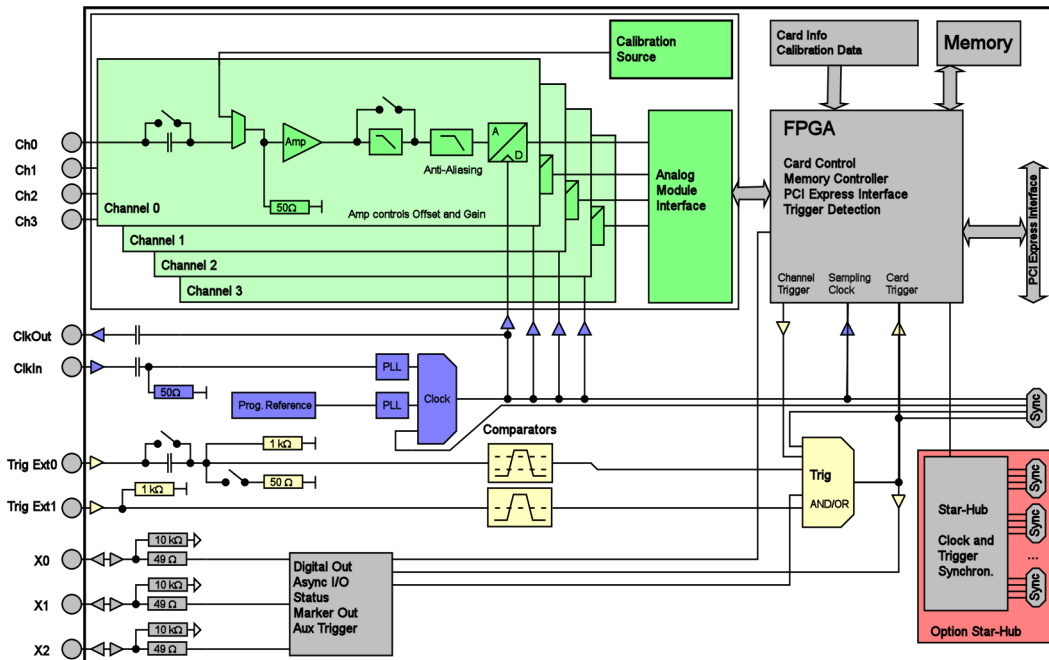 Calibration
Source
Card Info
Calibration Data
Memory
Ch0
Ch1
Ch2
Ch3
Amp
A
D
Anti-Aliasing
50Ω
Amp controls Offset and Gain
Channel 0
Channel 1
Channel 2
Channel 3
Analog
Module
Interface
FPGA
Card Control
Memory Controller
PCI Express Interface
Trigger Detection
Channel
Trigger
Sampling
Clock
Card
Trigger
PCI Express Interface
ClkOut
ClkIn
50Ω
PLL
Prog. Reference
PLL
Clock
Sync
Comparators
Trig Ext0
1 kΩ
50 Ω
Trig Ext1
1 kΩ
Trig
AND/OR
X0
10 kΩ
49 Ω
X1
10 kΩ
49 Ω
X2
10 kΩ
49 Ω
Digital Out
Async I/O
Status
Marker Out
Aux Trigger
Star-Hub
Clock and
Trigger
Synchron.
Sync
Sync
...
Sync
Option Star-Hub